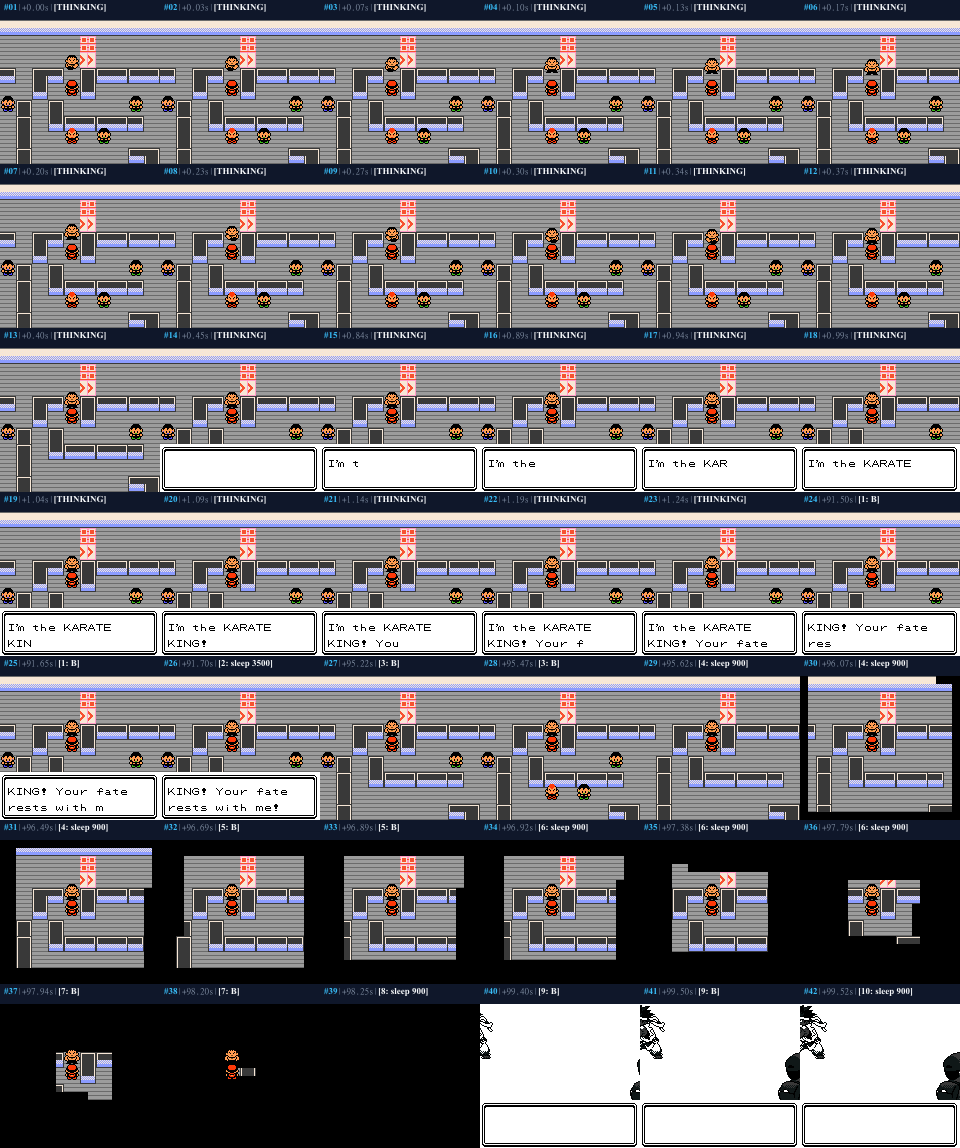 #01|+0.00s|[THINKING]
#02|+0.03s|[THINKING]
#03|+0.07s|[THINKING]
#04|+0.10s|[THINKING]
#05|+0.13s|[THINKING]
#06|+0.17s|[THINKING]
#07|+0.20s|[THINKING]
#08|+0.23s|[THINKING]
#09|+0.27s|[THINKING]
#10|+0.30s|[THINKING]
#11|+0.34s|[THINKING]
#12|+0.37s|[THINKING]
#13|+0.40s|[THINKING]
#14|+0.45s|[THINKING]
#15|+0.84s|[THINKING]
#16|+0.89s|[THINKING]
#17|+0.94s|[THINKING]
#18|+0.99s|[THINKING]
I'm t
I'm the
I'm the KAR
I'm the KARATE
#19|+1.04s|[THINKING]
#20|+1.09s|[THINKING]
#21|+1.14s|[THINKING]
#22|+1.19s|[THINKING]
#23|+1.24s|[THINKING]
#24|+91.50s|[1: B]
I'm the KARATE
KIN
I'm the KARATE
KING!
I'm the KARATE
KING! You
I'm the KARATE
KING! Your f
I'm the KARATE
KING! Your fate
KING! Your fate
res
#25|+91.65s|[1: B]
#26|+91.70s|[2: sleep 3500]
#27|+95.22s|[3: B]
#28|+95.47s|[3: B]
#29|+95.62s|[4: sleep 900]
#30|+96.07s|[4: sleep 900]
KING! Your fate
rests with m
KING! Your fate
rests with me!
#31|+96.49s|[4: sleep 900]
#32|+96.69s|[5: B]
#33|+96.89s|[5: B]
#34|+96.92s|[6: sleep 900]
#35|+97.38s|[6: sleep 900]
#36|+97.79s|[6: sleep 900]
#37|+97.94s|[7: B]
#38|+98.20s|[7: B]
#39|+98.25s|[8: sleep 900]
#40|+99.40s|[9: B]
#41|+99.50s|[9: B]
#42|+99.52s|[10: sleep 900]